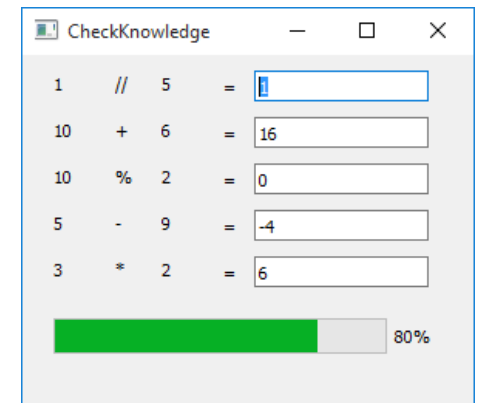 CheckKnowledge
1 // 5 = 1
10 + 6 = 16
10 % 2 = 0
5 - 9 = -4
3 * 2 = 6
80%